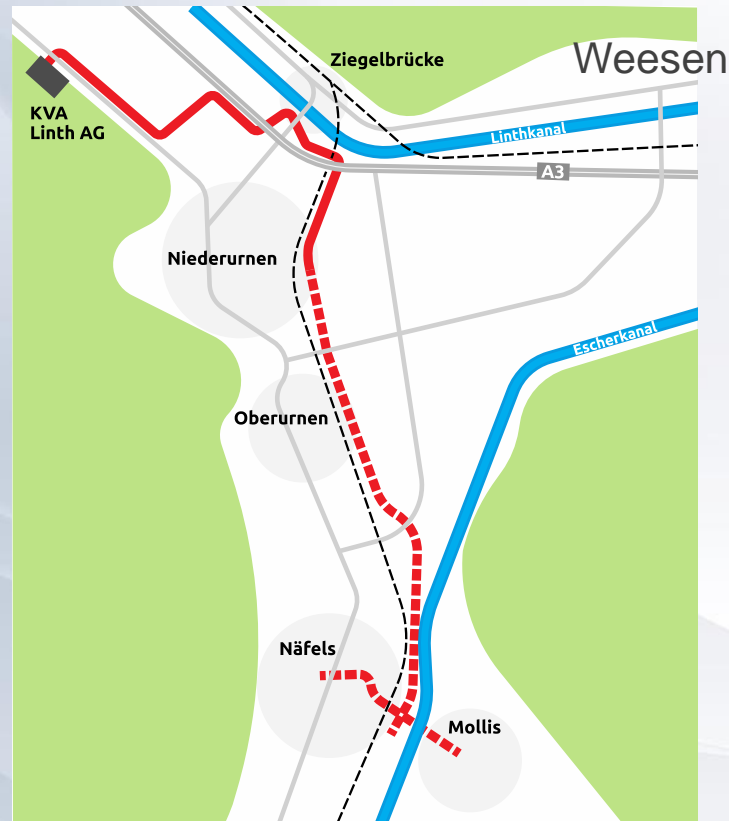 Ziegelbrücke
Weesen
KVA
Linth AG
Linthkanal
A3
Niederurnen
Escherkanal
Oberurnen
Näfels
Mollis